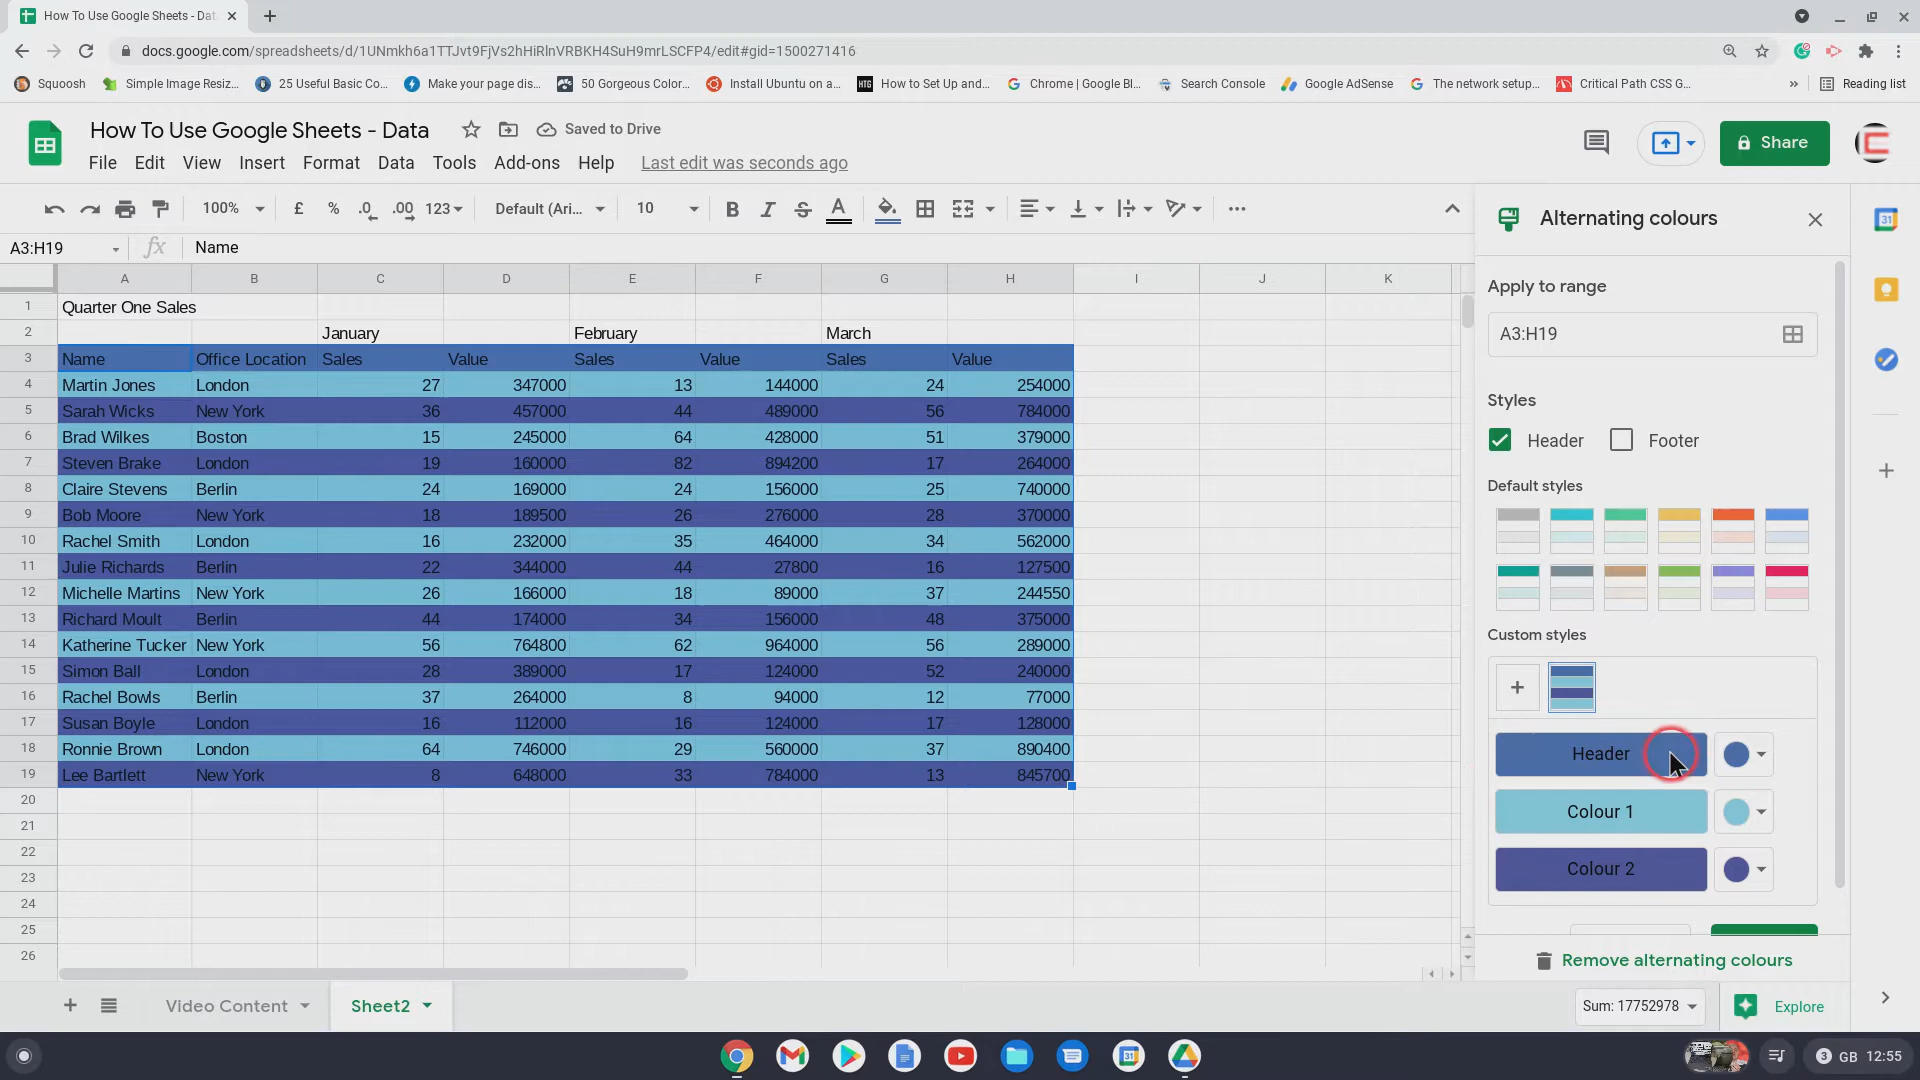 How To Use Google Sheets - Dat
docs.google.com/spreadsheets/d/1UNmkh6a1TTJvt9FjVs2hHiRlnVRBKH4SuH9mrLSCFP4/edit#gid=1500271416
Squoosh Simple Image Resiz... 25 Useful Basic Co... Make your page dis... 50 Gorgeous Color... Install Ubuntu on a... HTG How to Set Up and... Chrome | Google Bl... Search Console Google AdSense The network setup... Critical Path CSS G... » Reading list
How To Use Google Sheets - Data Saved to Drive
Share
File Edit View Insert Format Data Tools Add-ons Help Last edit was seconds ago
100% £ % .0 .00 123 Default (Ari... 10 B I S A
A3:H19 fx Name
A B C D E F G H I J K
1 Quarter One Sales
2 January February March
3 Name Office Location Sales Value Sales Value Sales Value
4 Martin Jones London 27 347000 13 144000 24 254000
5 Sarah Wicks New York 36 457000 44 489000 56 784000
6 Brad Wilkes Boston 15 245000 64 428000 51 379000
7 Steven Brake London 19 160000 82 894200 17 264000
8 Claire Stevens Berlin 24 169000 24 156000 25 740000
9 Bob Moore New York 18 189500 26 276000 28 370000
10 Rachel Smith London 16 232000 35 464000 34 562000
11 Julie Richards Berlin 22 344000 44 27800 16 127500
12 Michelle Martins New York 26 166000 18 89000 37 244550
13 Richard Moult Berlin 44 174000 34 156000 48 375000
14 Katherine Tucker New York 56 764800 62 964000 56 289000
15 Simon Ball London 28 389000 17 124000 52 240000
16 Rachel Bowls Berlin 37 264000 8 94000 12 77000
17 Susan Boyle London 16 112000 16 124000 17 128000
18 Ronnie Brown London 64 746000 29 560000 37 890400
19 Lee Bartlett New York 8 648000 33 784000 13 845700
20
21
22
23
24
25
26
Alternating colours
Apply to range
A3:H19
Styles
Header Footer
Default styles
Custom styles
+
Header
Colour 1
Colour 2
Remove alternating colours
Video Content Sheet2 Sum: 17752978 Explore
3 GB 12:55